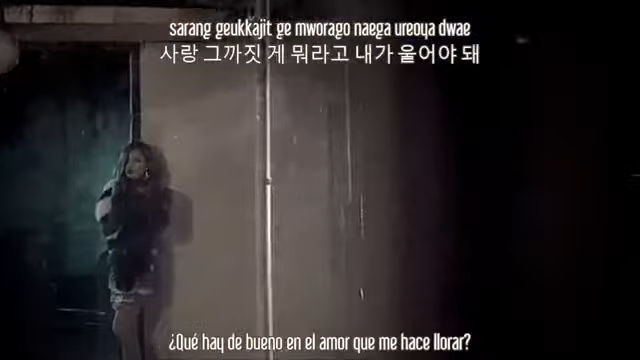 sarang geukkajit ge mworago naega ureoya dwae
사랑 그까짓 게 뭐라고 내가 울어야 돼
¿Qué hay de bueno en el amor que me hace llorar?